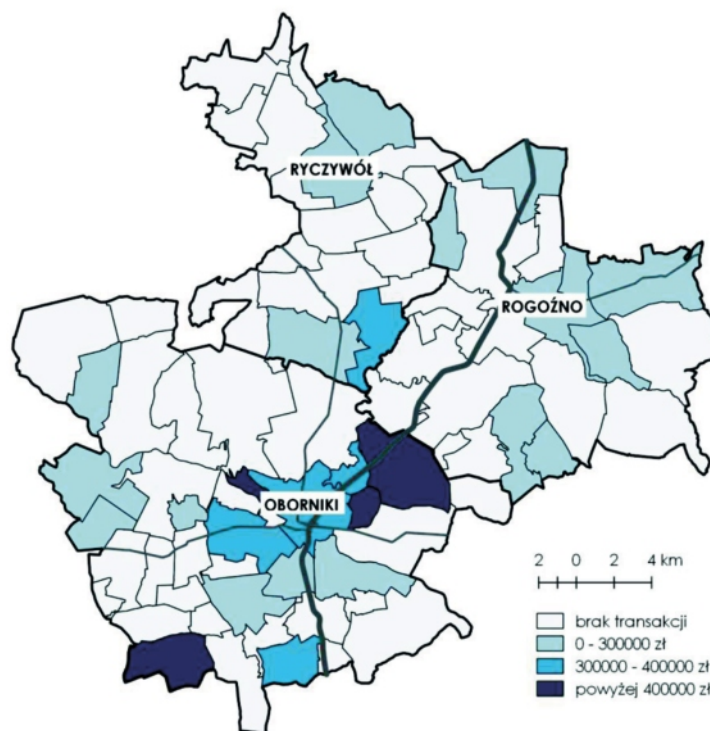 RYCZYWÓŁ
ROGOŹNO
OBORNIKI
2 0 2 4 km
brak transakcji
0 - 300000 zł
300000 - 400000 zł
powyżej 400000 zł